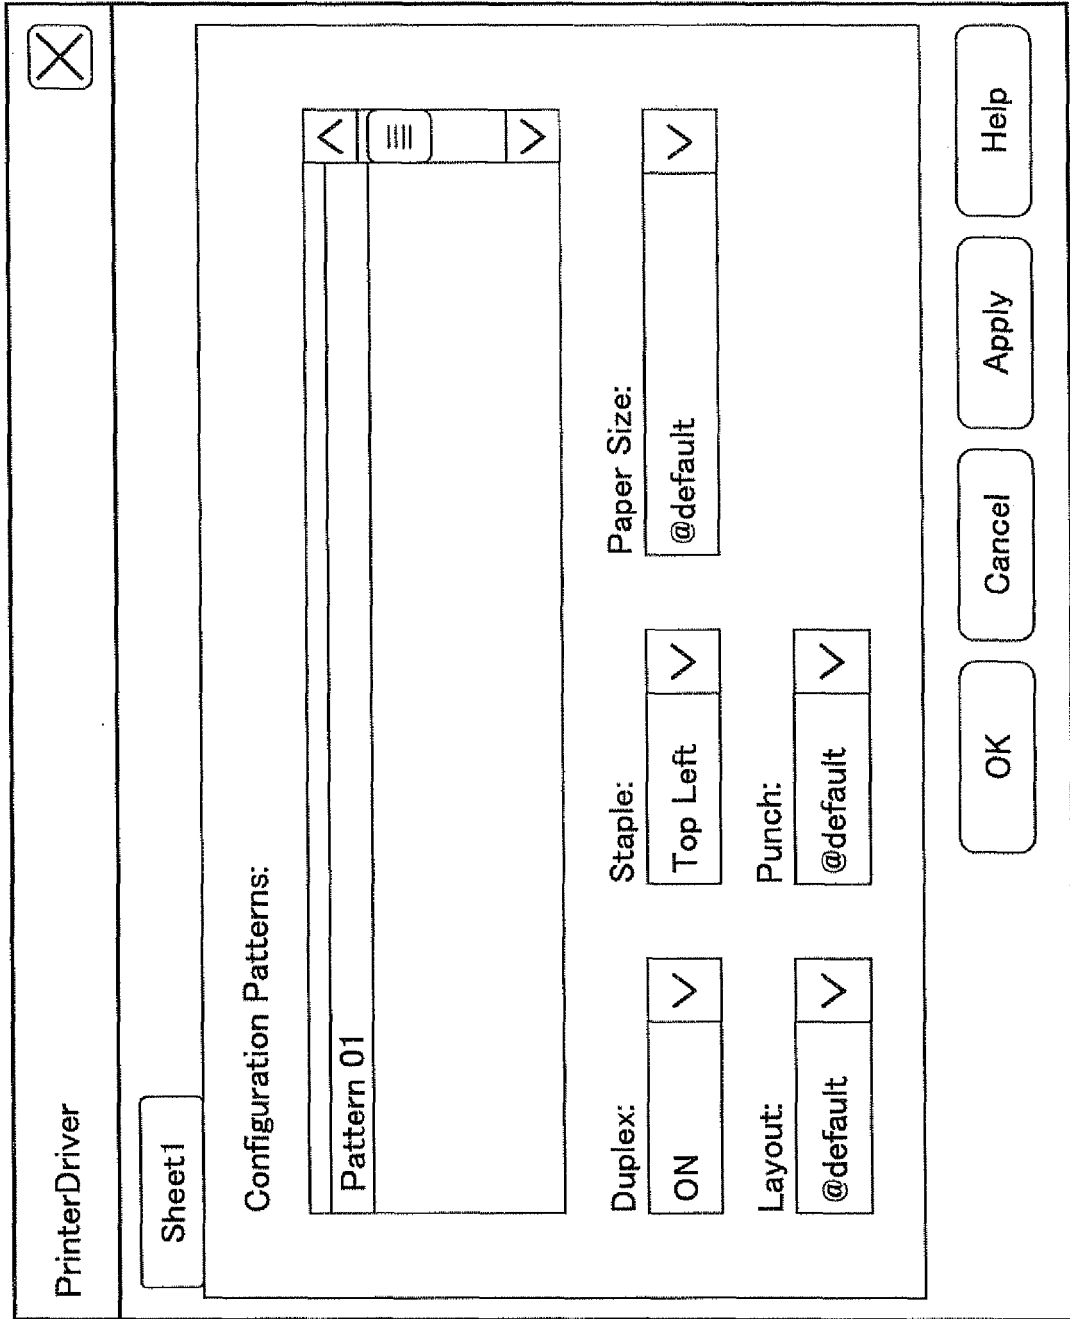 PrinterDriver
Sheet1
Configuration Patterns:
Pattern 01
Duplex:
Staple:
Paper Size:
ON
Top Left
@default
Layout:
Punch:
@default
@default
OK
Cancel
Apply
Help